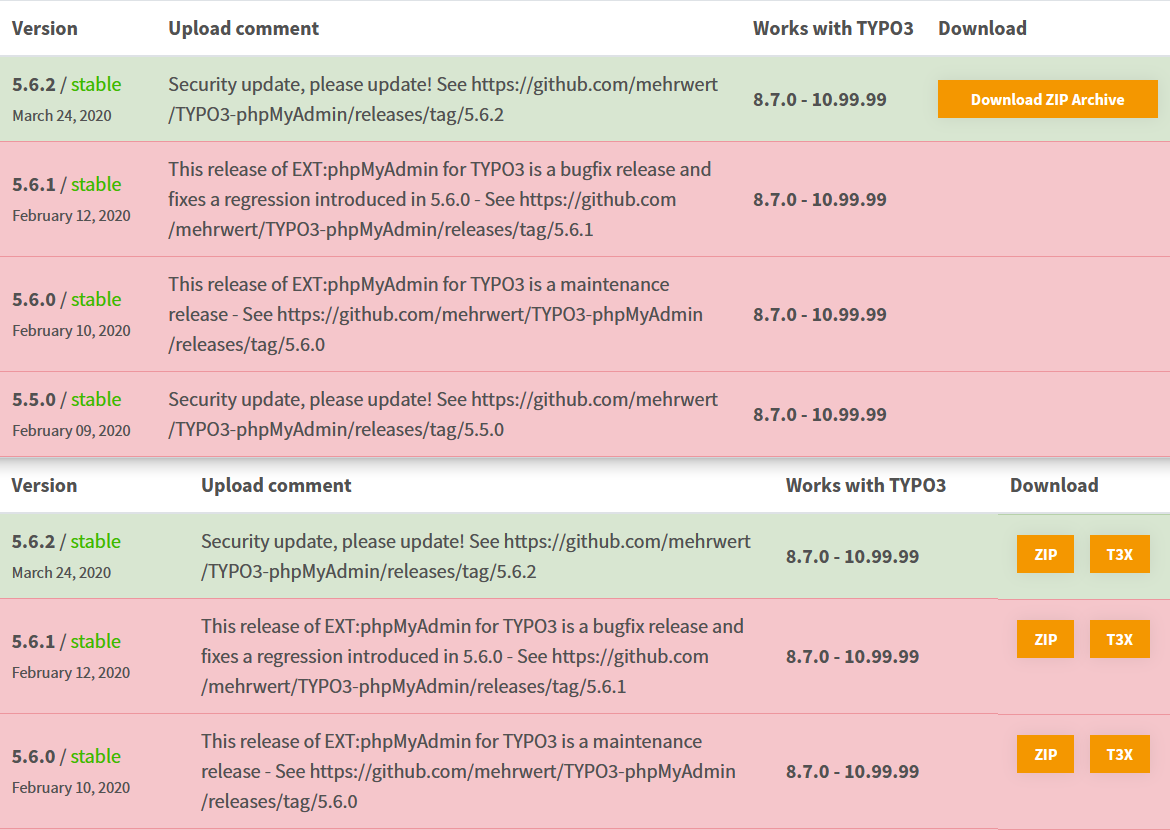 Version Upload comment Works with TYPO3 Download
5.6.2 / stable
March 24, 2020
Security update, please update! See https://github.com/mehrwert
/TYPO3-phpMyAdmin/releases/tag/5.6.2
8.7.0 - 10.99.99
Download ZIP Archive
5.6.1 / stable
February 12, 2020
This release of EXT:phpMyAdmin for TYPO3 is a bugfix release and
fixes a regression introduced in 5.6.0 - See https://github.com
/mehrwert/TYPO3-phpMyAdmin/releases/tag/5.6.1
8.7.0 - 10.99.99
5.6.0 / stable
February 10, 2020
This release of EXT:phpMyAdmin for TYPO3 is a maintenance
release - See https://github.com/mehrwert/TYPO3-phpMyAdmin
/releases/tag/5.6.0
8.7.0 - 10.99.99
5.5.0 / stable
February 09, 2020
Security update, please update! See https://github.com/mehrwert
/TYPO3-phpMyAdmin/releases/tag/5.5.0
8.7.0 - 10.99.99
Version Upload comment Works with TYPO3 Download
5.6.2 / stable
March 24, 2020
Security update, please update! See https://github.com/mehrwert
/TYPO3-phpMyAdmin/releases/tag/5.6.2
8.7.0 - 10.99.99
ZIP T3X
5.6.1 / stable
February 12, 2020
This release of EXT:phpMyAdmin for TYPO3 is a bugfix release and
fixes a regression introduced in 5.6.0 - See https://github.com
/mehrwert/TYPO3-phpMyAdmin/releases/tag/5.6.1
8.7.0 - 10.99.99
ZIP T3X
5.6.0 / stable
February 10, 2020
This release of EXT:phpMyAdmin for TYPO3 is a maintenance
release - See https://github.com/mehrwert/TYPO3-phpMyAdmin
/releases/tag/5.6.0
8.7.0 - 10.99.99
ZIP T3X